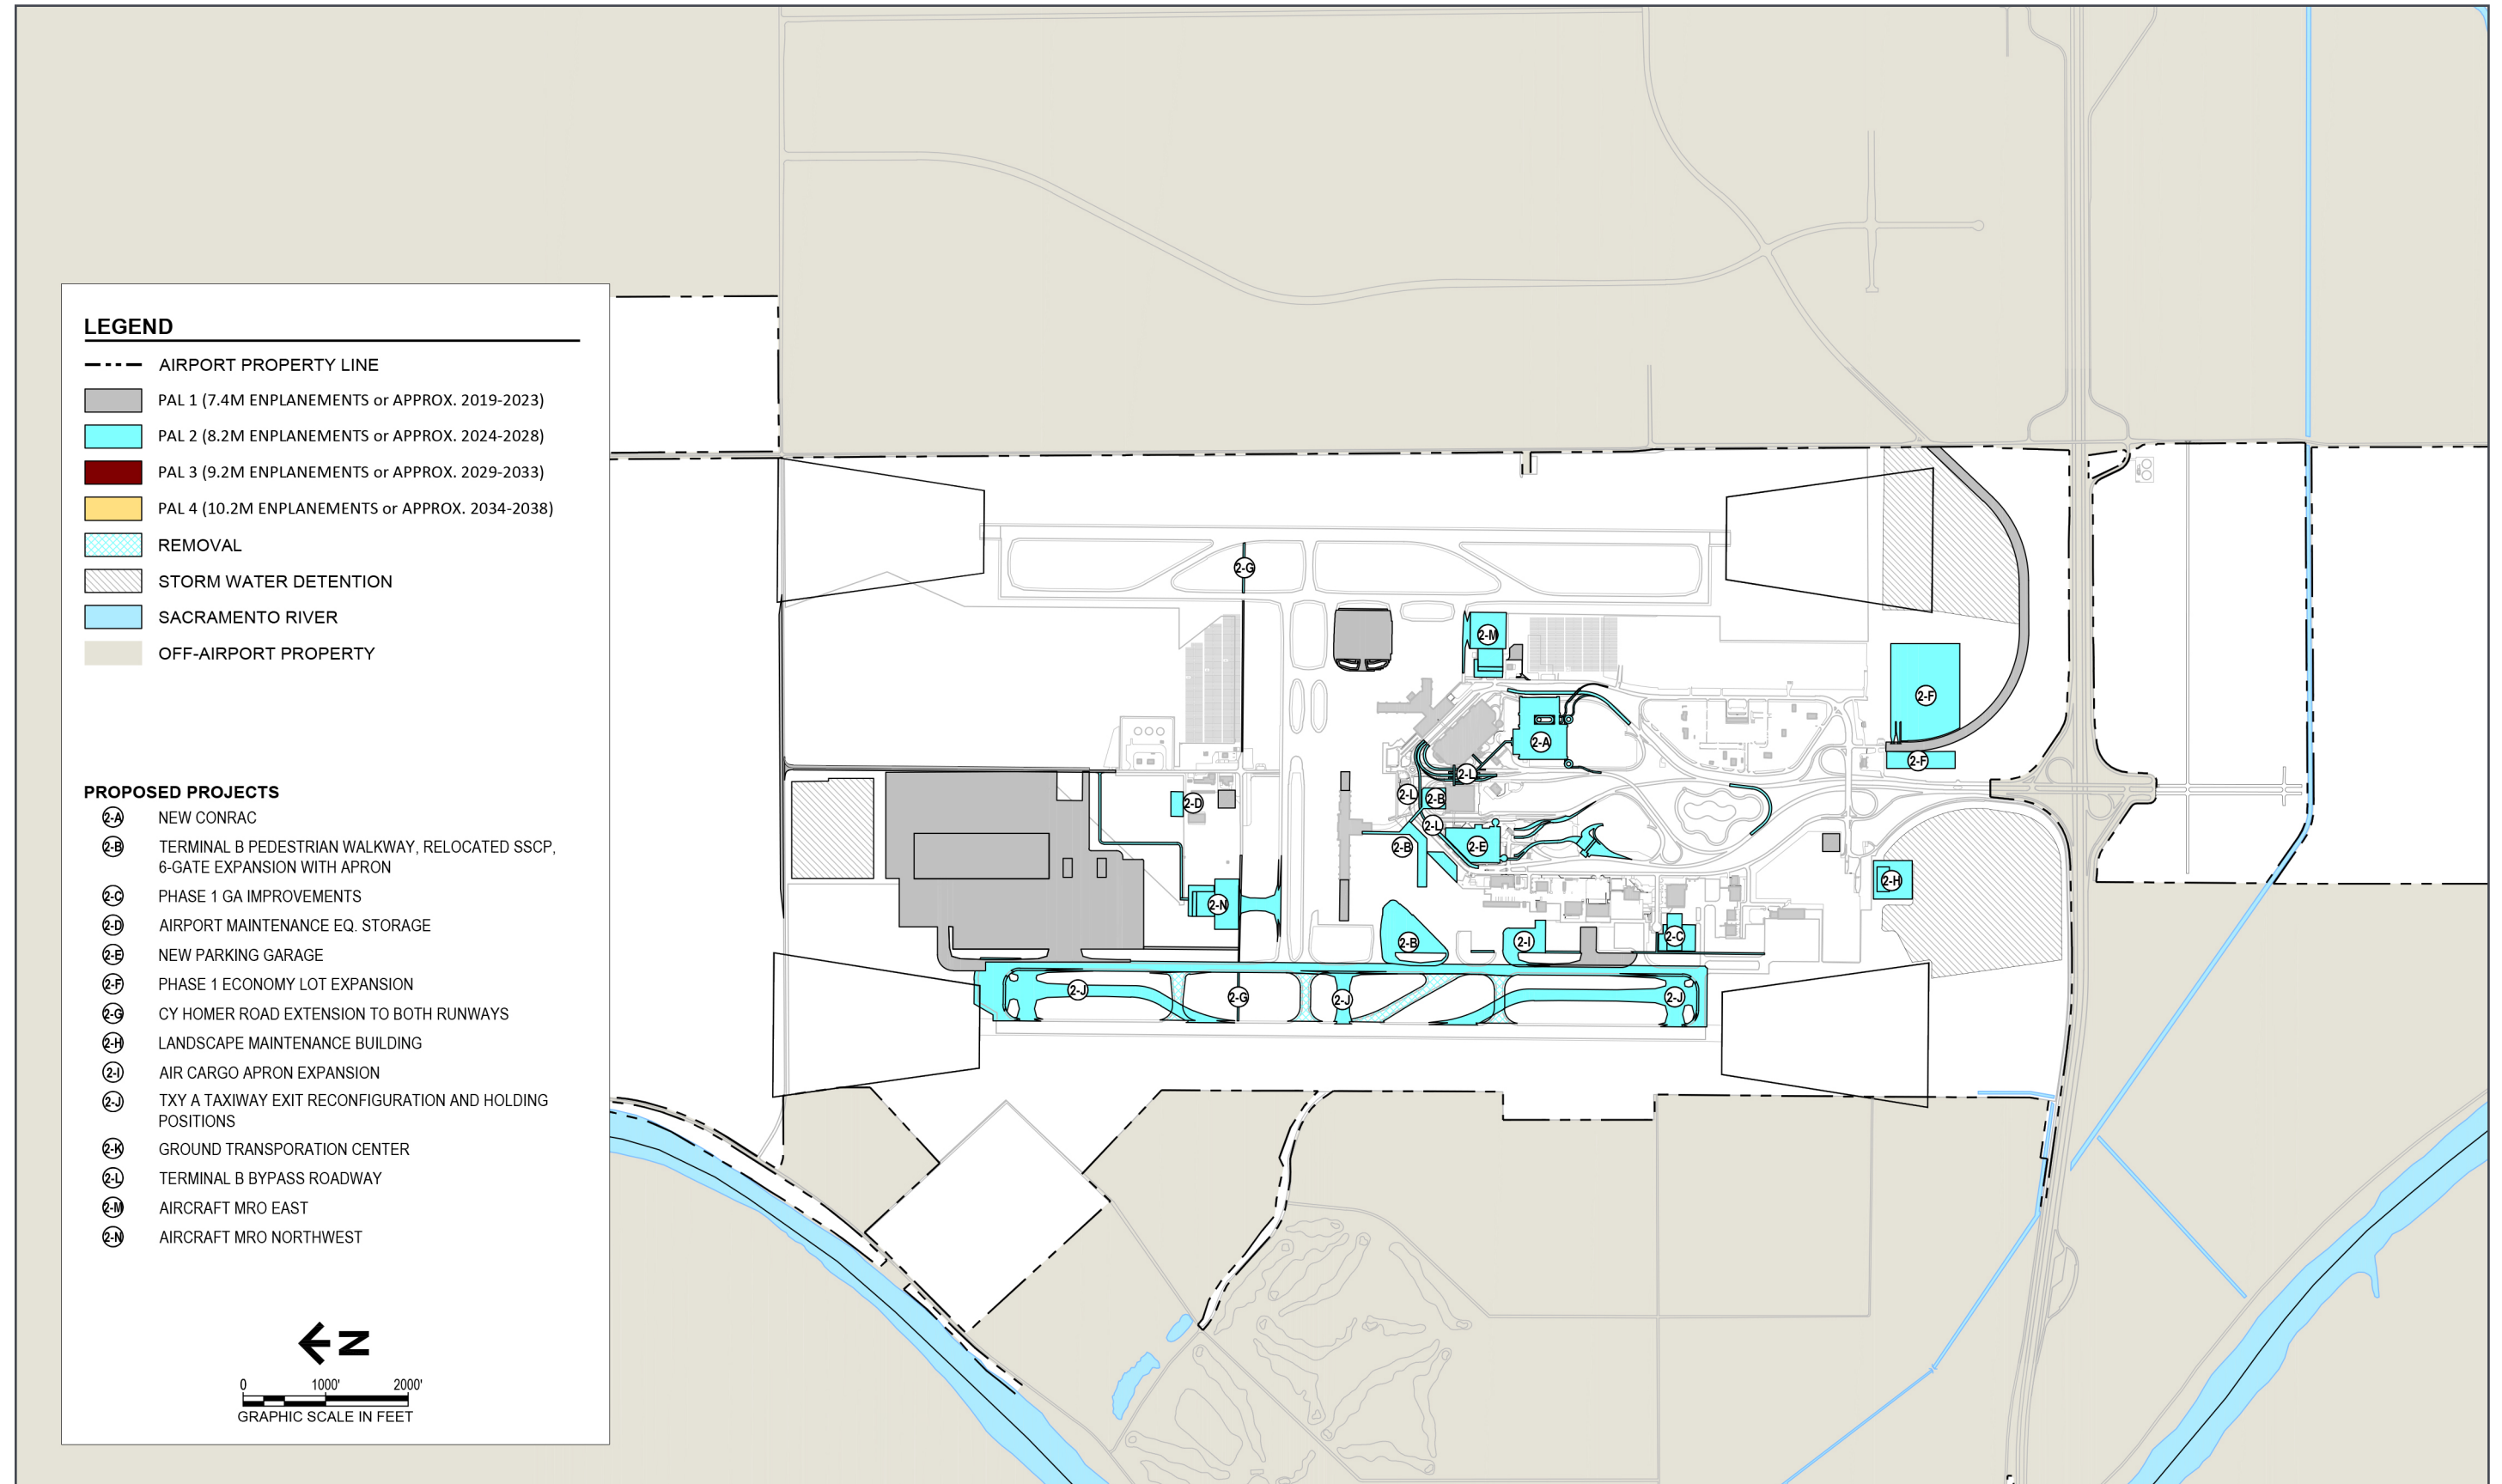 LEGEND
AIRPORT PROPERTY LINE
PAL 1 (7.4M ENPLANEMENTS or APPROX. 2019-2023)
PAL 2 (8.2M ENPLANEMENTS or APPROX. 2024-2028)
PAL 3 (9.2M ENPLANEMENTS or APPROX. 2029-2033)
PAL 4 (10.2M ENPLANEMENTS or APPROX. 2034-2038)
REMOVAL
STORM WATER DETENTION
SACRAMENTO RIVER
OFF-AIRPORT PROPERTY
PROPOSED PROJECTS
2-A NEW CONRAC
2-B TERMINAL B PEDESTRIAN WALKWAY, RELOCATED SSCP,
6-GATE EXPANSION WITH APRON
2-C PHASE 1 GA IMPROVEMENTS
2-D AIRPORT MAINTENANCE EQ. STORAGE
2-E NEW PARKING GARAGE
2-F PHASE 1 ECONOMY LOT EXPANSION
2-G CY HOMER ROAD EXTENSION TO BOTH RUNWAYS
2-H LANDSCAPE MAINTENANCE BUILDING
2-I AIR CARGO APRON EXPANSION
2-J TXY A TAXIWAY EXIT RECONFIGURATION AND HOLDING
POSITIONS
2-K GROUND TRANSPORATION CENTER
2-L TERMINAL B BYPASS ROADWAY
2-M AIRCRAFT MRO EAST
2-N AIRCRAFT MRO NORTHWEST
N
0 1000' 2000'
GRAPHIC SCALE IN FEET
2-G
2-M
2-F
2-A
2-F
2-L
2-L
2-B
2-D
2-L
2-B
2-E
2-H
2-N
2-B
2-I
2-C
2-J
2-G
2-J
2-J